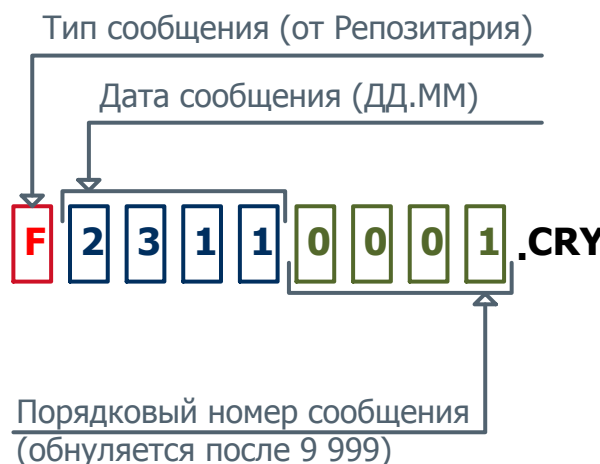 Тип сообщения (от Репозитария)
Дата сообщения (ДД.ММ)
F 2 3 1 1 0 0 0 1 .CRY
Порядковый номер сообщения
(обнуляется после 9 999)